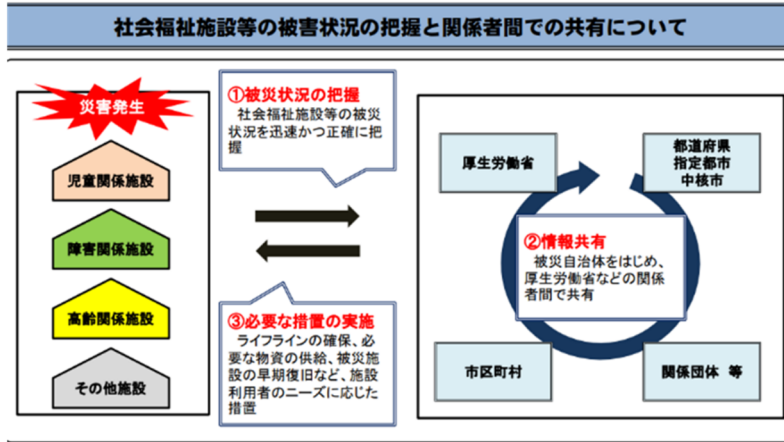 社会福祉施設等の被害状況の把握と関係者間での共有について
災害発生
児童関係施設
障害関係施設
高齢関係施設
その他施設
①被災状況の把握
社会福祉施設等の被災
状況を迅速かつ正確に把
握
③必要な措置の実施
ライフラインの確保、必
要な物資の供給、被災施
設の早期復旧など、施設
利用者のニーズに応じた
措置
厚生労働省
都道府県
指定都市
中核市
②情報共有
被災自治体をはじめ、
厚生労働省などの関係
者間で共有
市区町村
関係団体 等